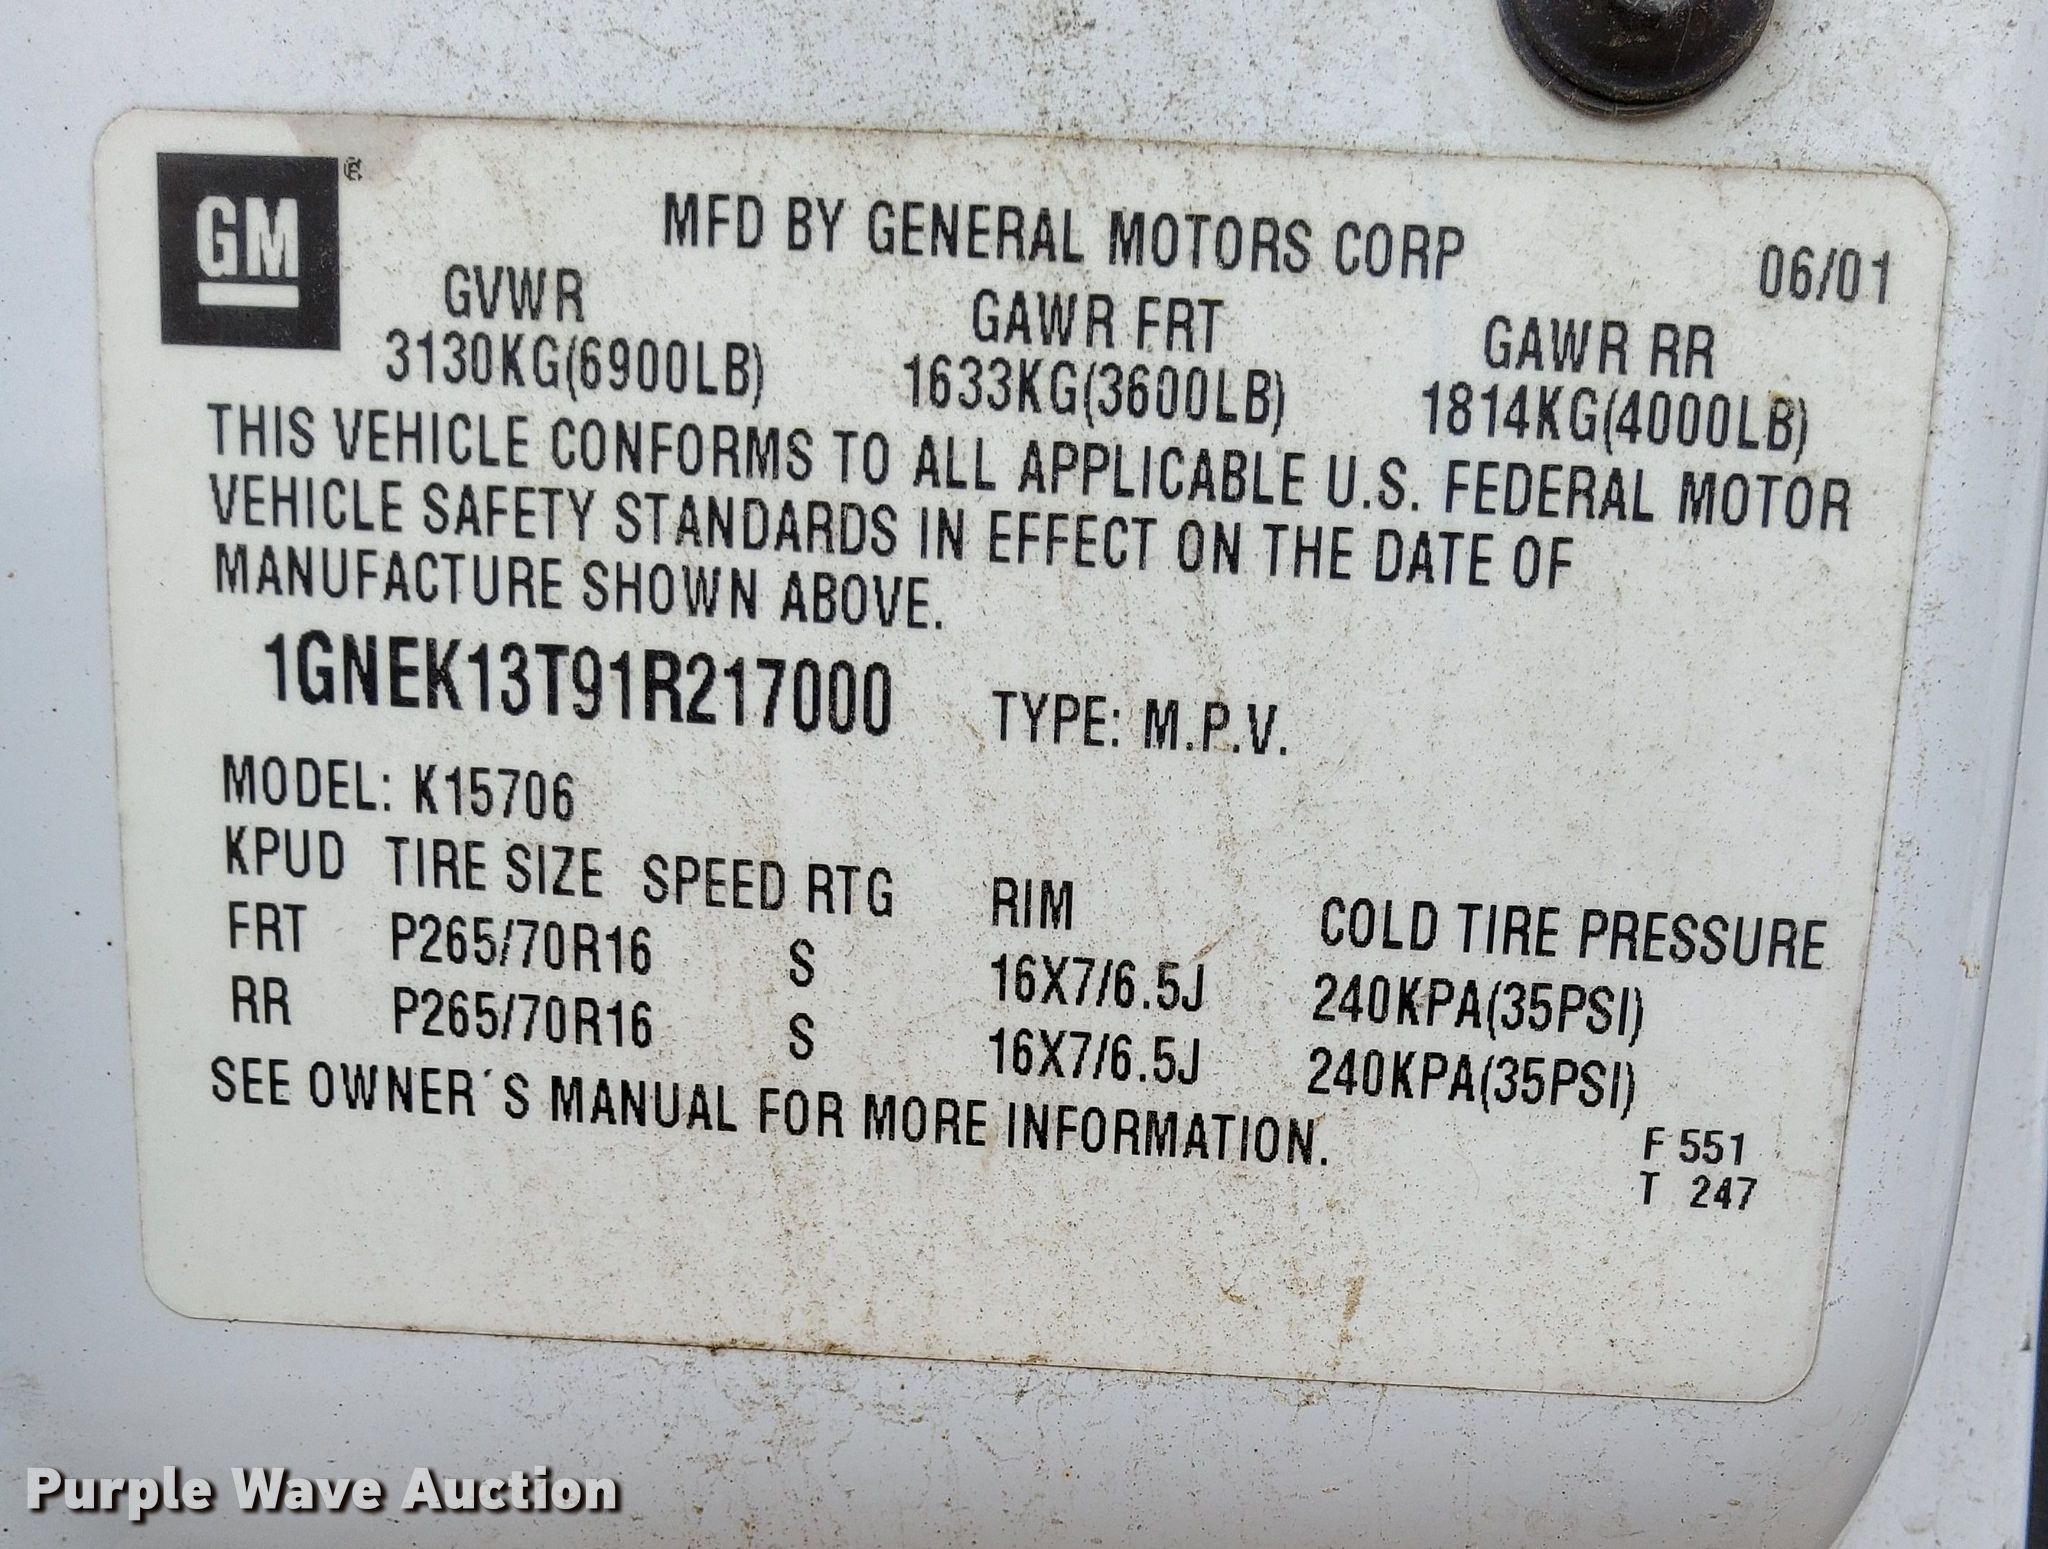 GM®
MFD BY GENERAL MOTORS CORP 06/01
GVWR GAWR FRT GAWR RR
3130KG(6900LB) 1633KG(3600LB) 1814KG(4000LB)
THIS VEHICLE CONFORMS TO ALL APPLICABLE U.S. FEDERAL MOTOR
VEHICLE SAFETY STANDARDS IN EFFECT ON THE DATE OF
MANUFACTURE SHOWN ABOVE.
1GNEK13T91R217000 TYPE: M.P.V.
MODEL: K15706
KPUD TIRE SIZE SPEED RTG RIM COLD TIRE PRESSURE
FRT P265/70R16 S 16X7/6.5J 240KPA(35PSI)
RR P265/70R16 S 16X7/6.5J 240KPA(35PSI)
SEE OWNER´S MANUAL FOR MORE INFORMATION.
F 551
T 247
Purple Wave Auction